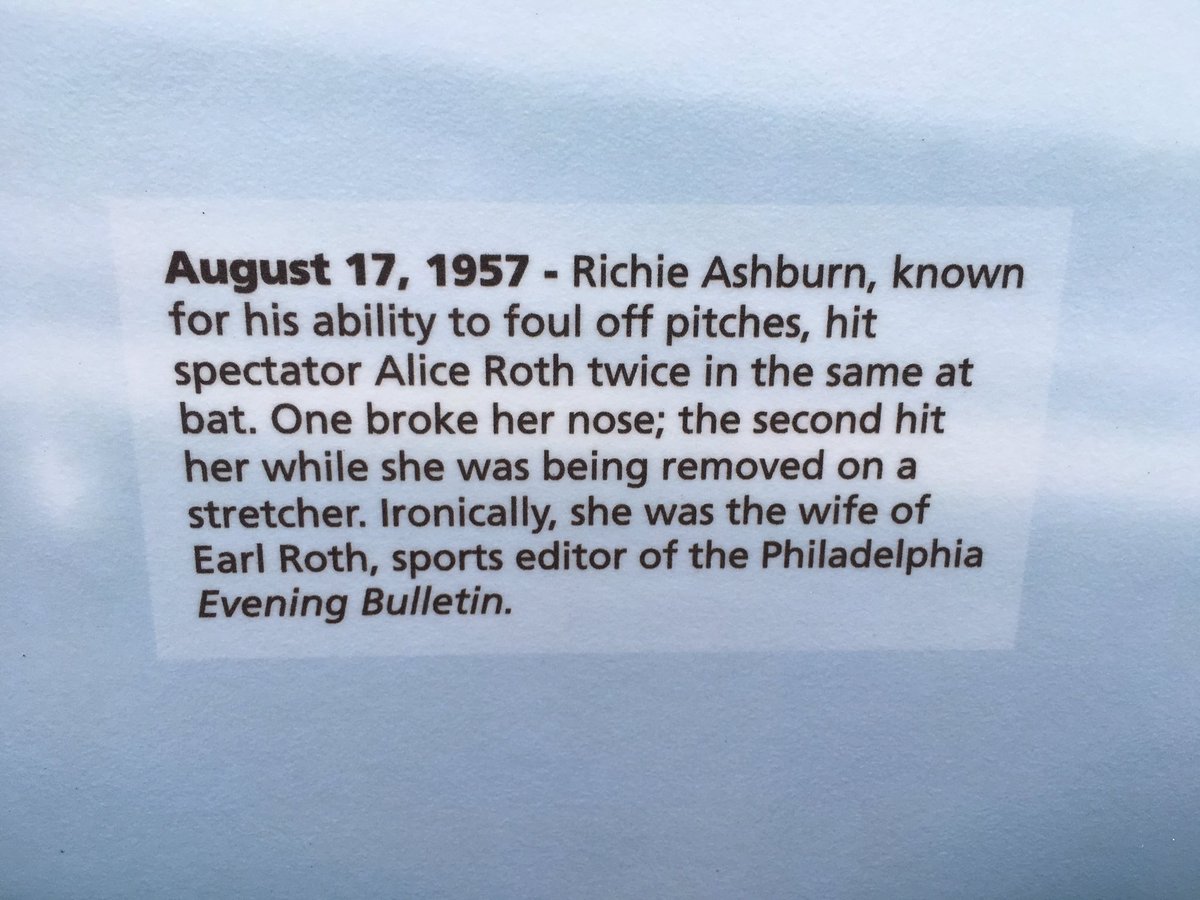 August 17, 1957 - Richie Ashburn, known
for his ability to foul off pitches, hit
spectator Alice Roth twice in the same at
bat. One broke her nose; the second hit
her while she was being removed on a
stretcher. Ironically, she was the wife of
Earl Roth, sports editor of the Philadelphia
Evening Bulletin.